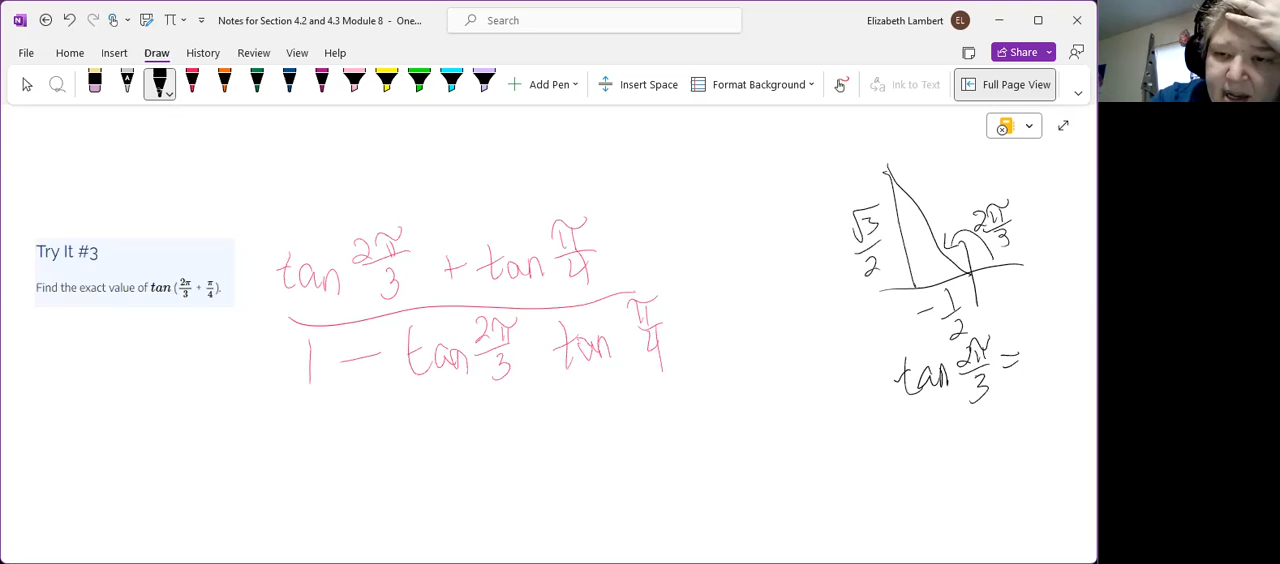 Notes for Section 4.2 and 4.3 Module 8 – One...
Search
Elizabeth Lambert
EL
File Home Insert Draw History Review View Help
Share
Add Pen
Insert Space
Format Background
Ink to Text
Full Page View
Try It #3
Find the exact value of tan (2π/3 + π/4).
tan 2π/3 + tan π/4
1 − tan 2π/3 tan π/4
√3/2
2π/3
−1/2
tan 2π/3 =